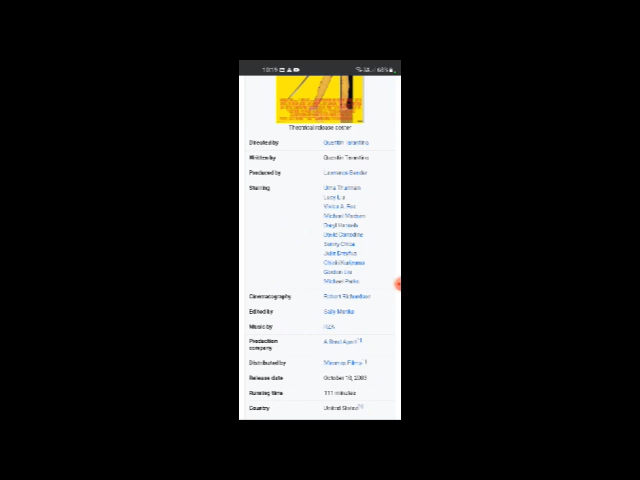 Theatrical release poster
Directed by Quentin Tarantino
Written by Quentin Tarantino
Produced by Lawrence Bender
Starring Uma Thurman
Lucy Liu
Vivica A. Fox
Michael Madsen
Daryl Hannah
David Carradine
Sonny Chiba
Julie Dreyfus
Chiaki Kuriyama
Gordon Liu
Michael Parks
Cinematography Robert Richardson
Edited by Sally Menke
Music by RZA
Production A Band Apart
company
Distributed by Miramax Films
Release date October 10, 2003
Running time 111 minutes
Country United States